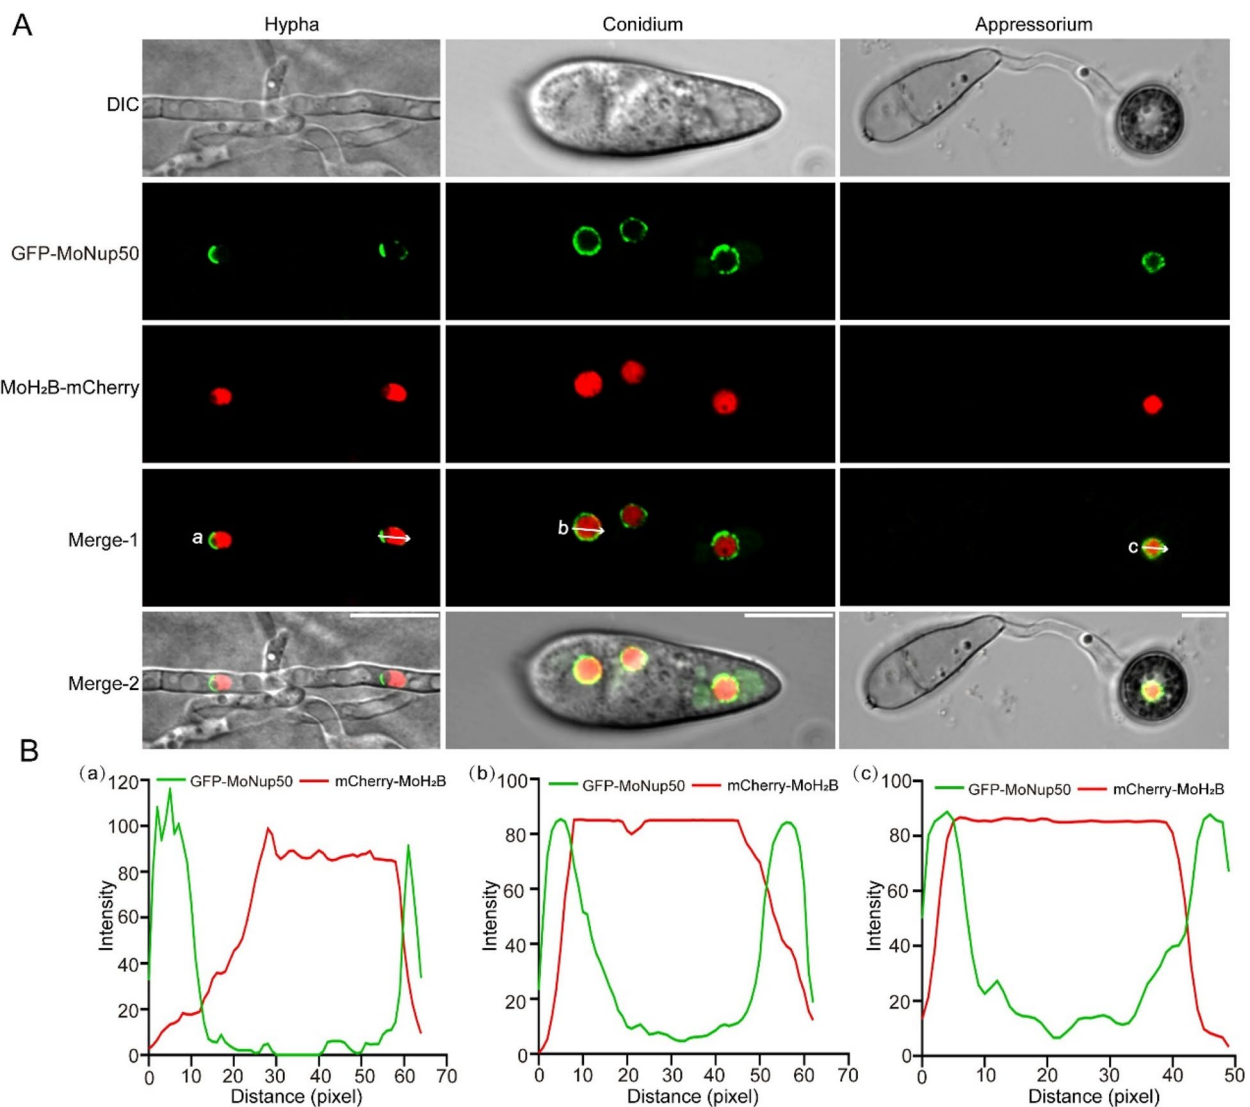 A
Hypha Conidium Appressorium
DIC
GFP-MoNup50
MoH₂B-mCherry
Merge-1
a b c
Merge-2
B
(a) GFP-MoNup50 mCherry-MoH₂B
120
100
80
60
40
20
0
Intensity
0 10 20 30 40 50 60 70
Distance (pixel)
(b) GFP-MoNup50 mCherry-MoH₂B
100
80
60
40
20
0
Intensity
0 10 20 30 40 50 60 70
Distance (pixel)
(c) GFP-MoNup50 mCherry-MoH₂B
100
80
60
40
20
0
Intensity
0 10 20 30 40 50
Distance (pixel)